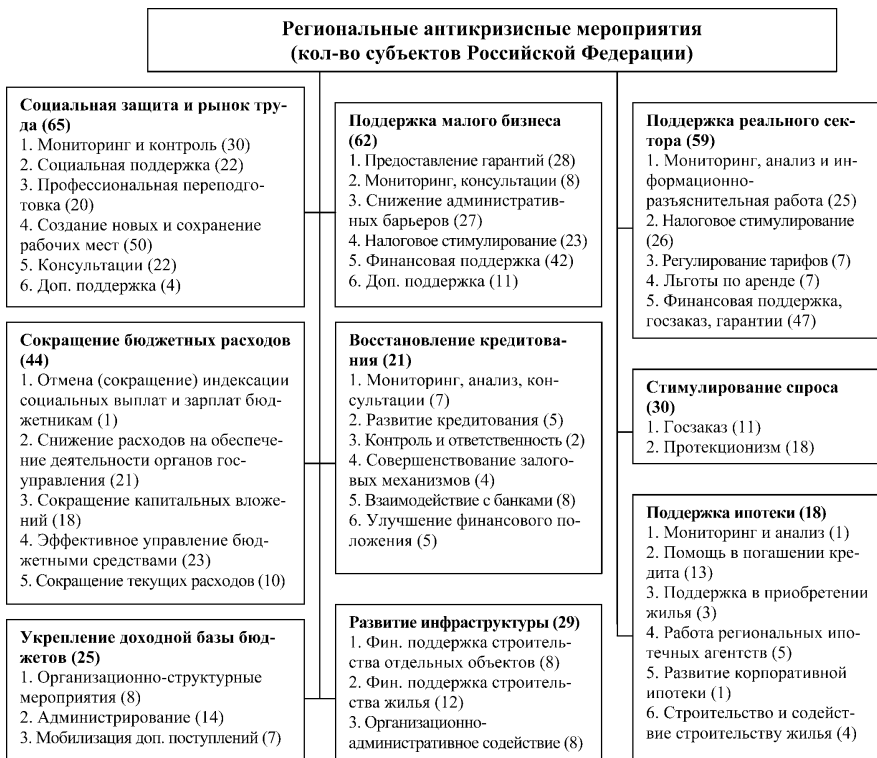 Региональные антикризисные мероприятия
(кол-во субъектов Российской Федерации)
Социальная защита и рынок тру-
да (65)
1. Мониторинг и контроль (30)
2. Социальная поддержка (22)
3. Профессиональная переподго-
товка (20)
4. Создание новых и сохранение
рабочих мест (50)
5. Консультации (22)
6. Доп. поддержка (4)
Поддержка малого бизнеса
(62)
1. Предоставление гарантий (28)
2. Мониторинг, консультации (8)
3. Снижение административ-
ных барьеров (27)
4. Налоговое стимулирование (23)
5. Финансовая поддержка (42)
6. Доп. поддержка (11)
Поддержка реального сек-
тора (59)
1. Мониторинг, анализ и ин-
формационно-
разъяснительная работа (25)
2. Налоговое стимулирование
(26)
3. Регулирование тарифов (7)
4. Льготы по аренде (7)
5. Финансовая поддержка,
госзаказ, гарантии (47)
Сокращение бюджетных расходов
(44)
1. Отмена (сокращение) индексации
социальных выплат и зарплат бюд-
жетникам (1)
2. Снижение расходов на обеспече-
ние деятельности органов гос-
управления (21)
3. Сокращение капитальных вложе-
ний (18)
4. Эффективное управление бюд-
жетными средствами (23)
5. Сокращение текущих расходов (10)
Восстановление кредитова-
ния (21)
1. Мониторинг, анализ, кон-
сультации (7)
2. Развитие кредитования (5)
3. Контроль и ответственность (2)
4. Совершенствование залого-
вых механизмов (4)
5. Взаимодействие с банками (8)
6. Улучшение финансового по-
ложения (5)
Стимулирование спроса
(30)
1. Госзаказ (11)
2. Протекционизм (18)
Поддержка ипотеки (18)
1. Мониторинг и анализ (1)
2. Помощь в погашении кре-
дита (13)
3. Поддержка в приобретении
жилья (3)
4. Работа региональных ипо-
течных агентств (5)
5. Развитие корпоративной
ипотеки (1)
6. Строительство и содейст-
вие строительству жилья (4)
Укрепление доходной базы бюд-
жетов (25)
1. Организационно-структурные
мероприятия (8)
2. Администрирование (14)
3. Мобилизация доп. поступлений (7)
Развитие инфраструктуры (29)
1. Фин. поддержка строитель-
ства отдельных объектов (8)
2. Фин. поддержка строитель-
ства жилья (12)
3. Организационно-
административное содействие (8)